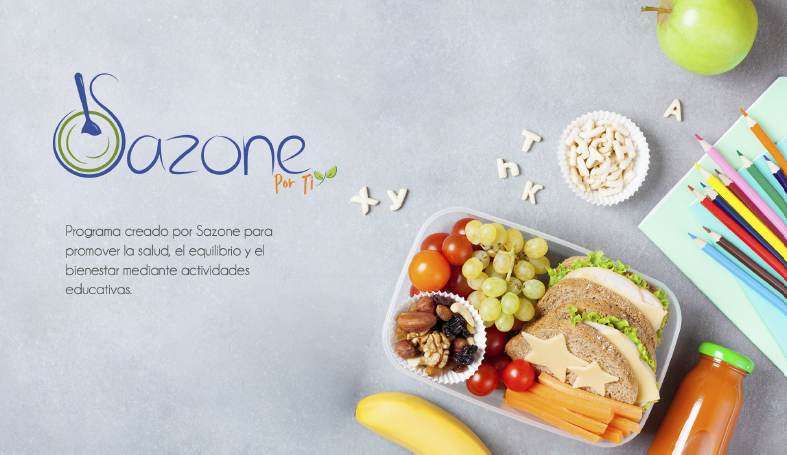 Sazone
Por Ti
Programa creado por Sazone para
promover la salud, el equilibrio y el
bienestar mediante actividades
educativas.
A
T
h
K
X y